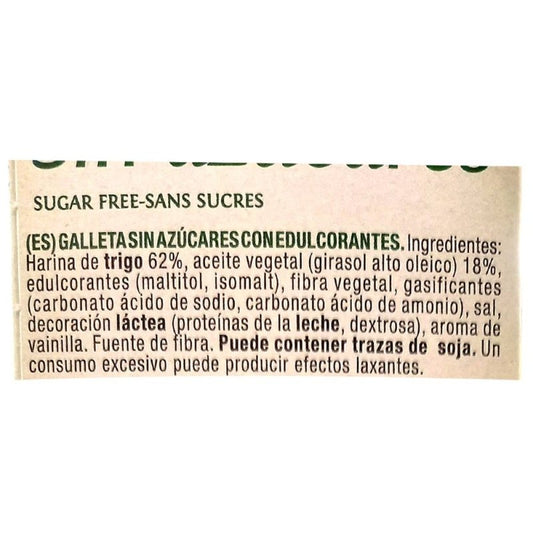 SUGAR FREE-SANS SUCRES
(ES) GALLETA SIN AZÚCARES CON EDULCORANTES. Ingredientes:
Harina de trigo 62%, aceite vegetal (girasol alto oleico) 18%,
edulcorantes (maltitol, isomalt), fibra vegetal, gasificantes
(carbonato ácido de sodio, carbonato ácido de amonio), sal,
decoración láctea (proteínas de la leche, dextrosa), aroma de
vainilla. Fuente de fibra. Puede contener trazas de soja. Un
consumo excesivo puede producir efectos laxantes.